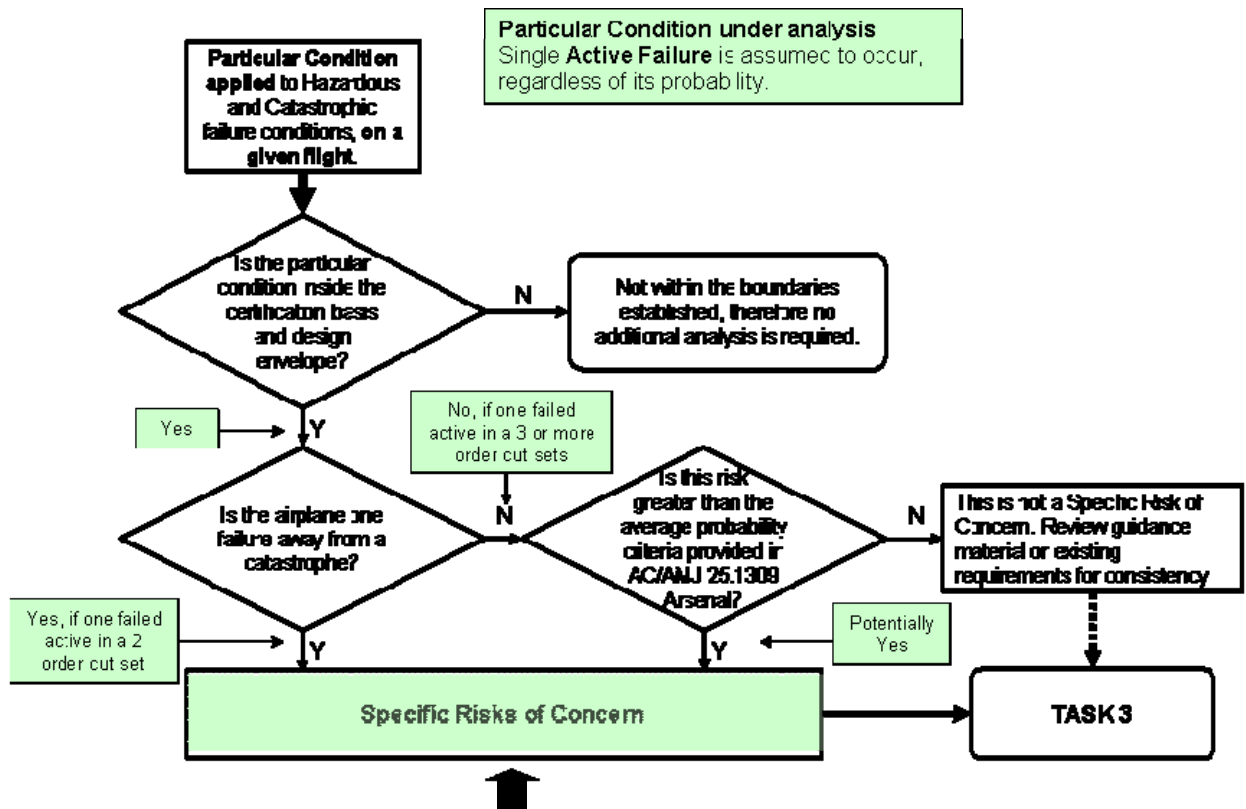 Particular Condition under analysis
Single Active Failure is assumed to occur,
regardless of its probability.
Particular Condition
applied to Hazardous
and Catastrophic
failure conditions, on a
given flight.
Is the particular
condition inside the
certification basis
and design
envelope?
N
Not within the boundaries
established, therefore no
additional analysis is required.
Yes
Y
No, if one failed
active in a 3 or more
order cut sets
Is the airplane one
failure away from a
catastrophe?
N
Is this risk
greater than the
average probability
criteria provided in
AC/AMJ 25.1309
Arsenal?
N
This is not a Specific Risk of
Concern. Review guidance
material or existing
requirements for consistency
Yes, if one failed
active in a 2
order cut set
Y
Y
Potentially
Yes
Specific Risks of Concern
TASK 3